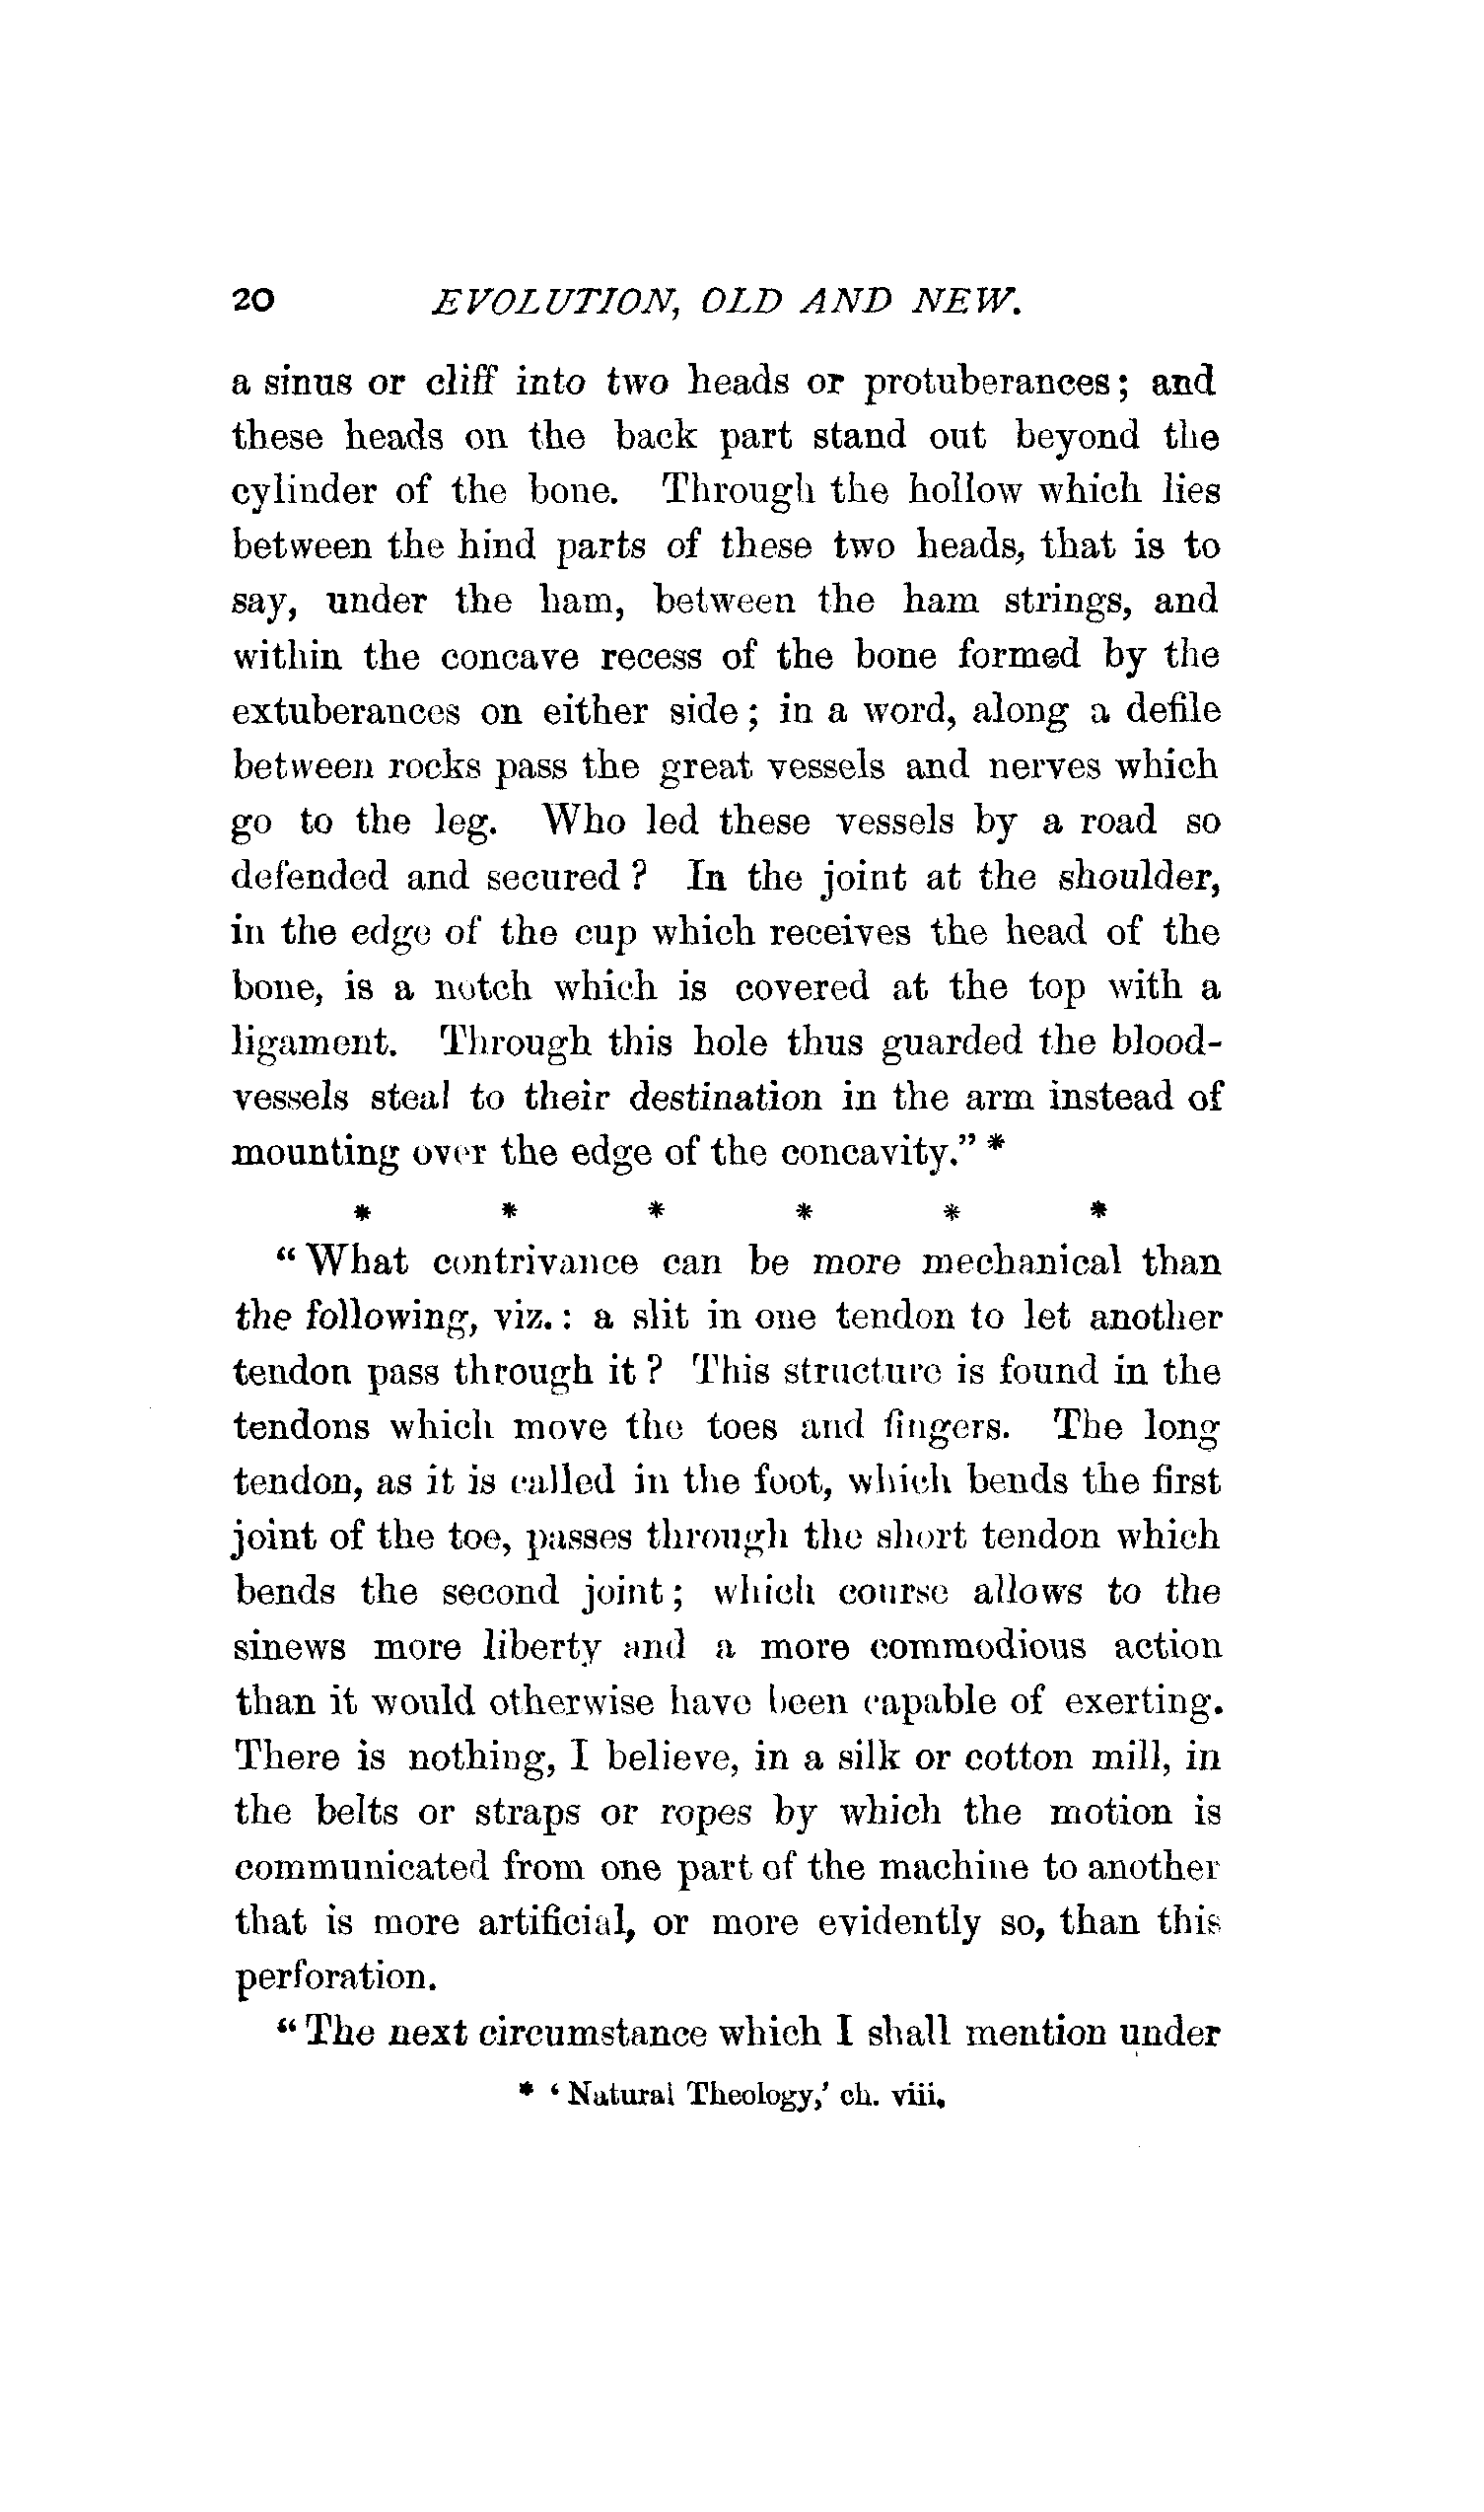 20 EVOLUTION, OLD AND NEW.
a sinus or cliff into two heads or protuberances; and
these heads on the back part stand out beyond the
cylinder of the bone. Through the hollow which lies
between the hind parts of these two heads, that is to
say, under the ham, between the ham strings, and
within the concave recess of the bone formed by the
extuberances on either side; in a word, along a defile
between rocks pass the great vessels and nerves which
go to the leg. Who led these vessels by a road so
defended and secured? In the joint at the shoulder,
in the edge of the cup which receives the head of the
bone, is a notch which is covered at the top with a
ligament. Through this hole thus guarded the blood-
vessels steal to their destination in the arm instead of
mounting over the edge of the concavity." *
* * * * * *
"What contrivance can be more mechanical than
the following, viz.: a slit in one tendon to let another
tendon pass through it? This structure is found in the
tendons which move the toes and fingers. The long
tendon, as it is called in the foot, which bends the first
joint of the toe, passes through the short tendon which
bends the second joint; which course allows to the
sinews more liberty and a more commodious action
than it would otherwise have been capable of exerting.
There is nothing, I believe, in a silk or cotton mill, in
the belts or straps or ropes by which the motion is
communicated from one part of the machine to another
that is more artificial, or more evidently so, than this
perforation.
"The next circumstance which I shall mention under
* 'Natural Theology,' ch. viii.